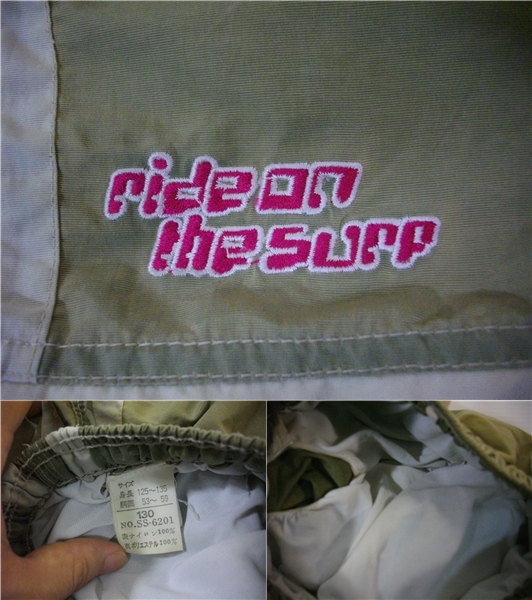 ride on
the surf
サイズ
身長 125〜135
胴囲 53〜58
130
NO.SS-6201
表ナイロン100%
裏ポリエステル100%